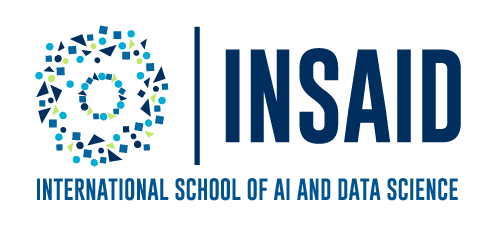 INSAID
INTERNATIONAL SCHOOL OF AI AND DATA SCIENCE